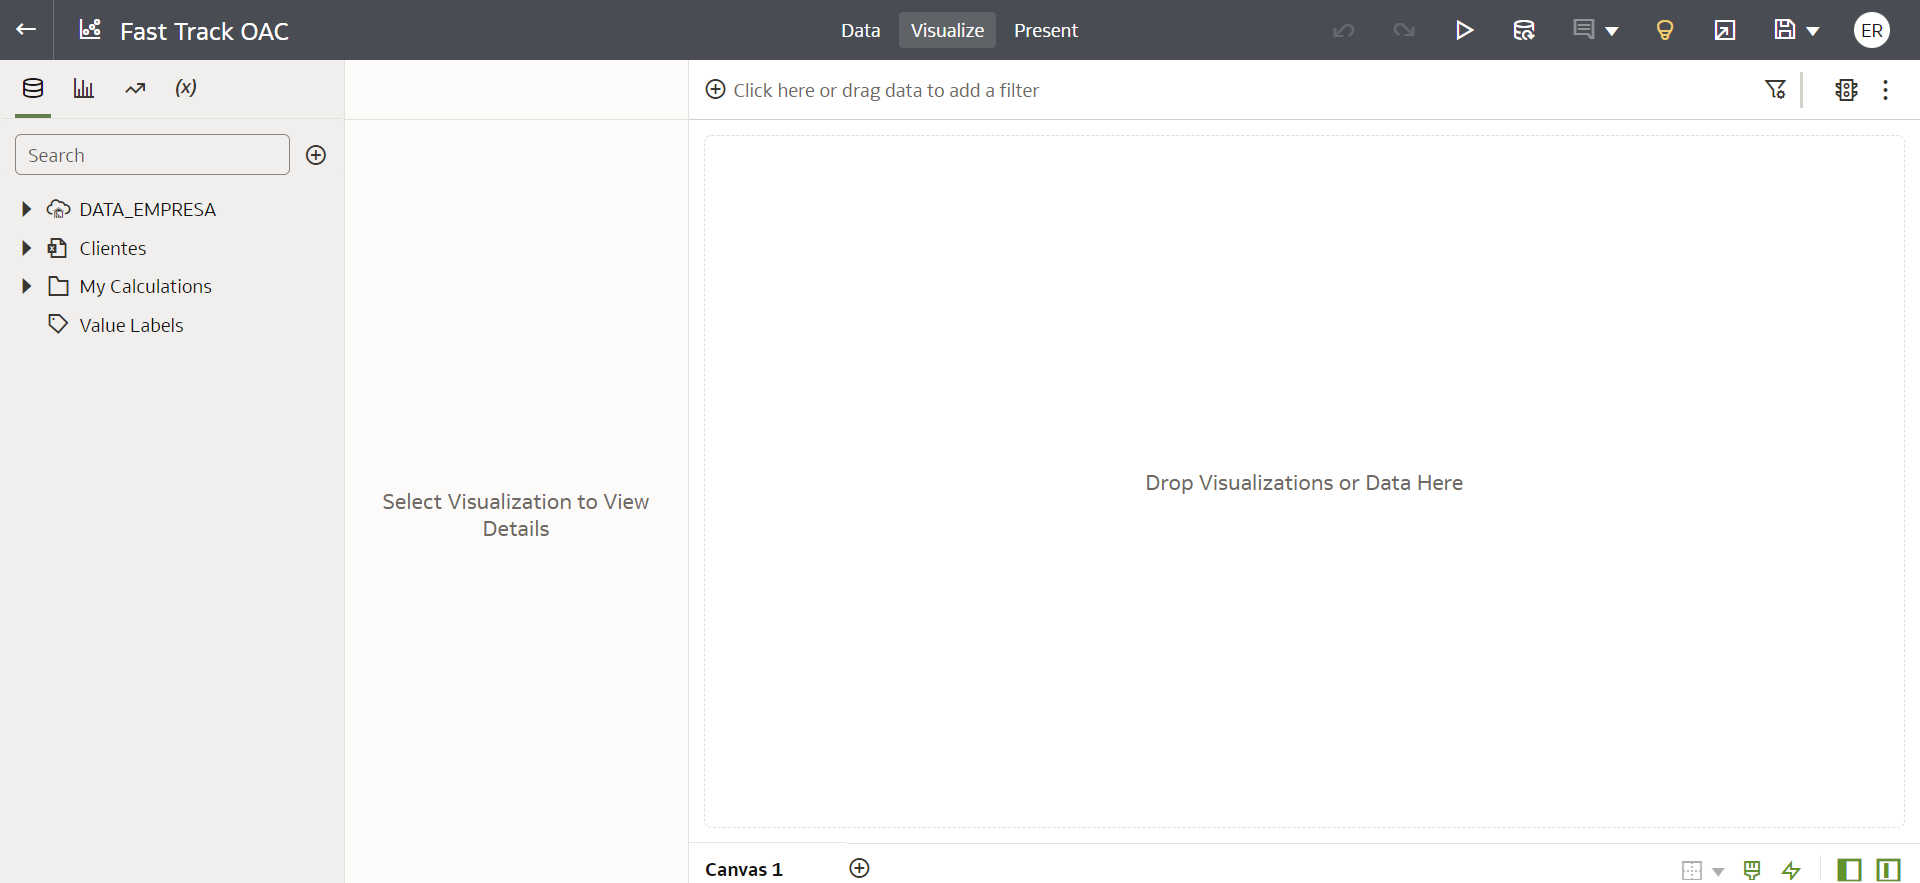 Fast Track OAC
Data
Visualize
Present
ER
(x)
Click here or drag data to add a filter
Search
DATA_EMPRESA
Clientes
My Calculations
Value Labels
Select Visualization to View
Details
Drop Visualizations or Data Here
Canvas 1